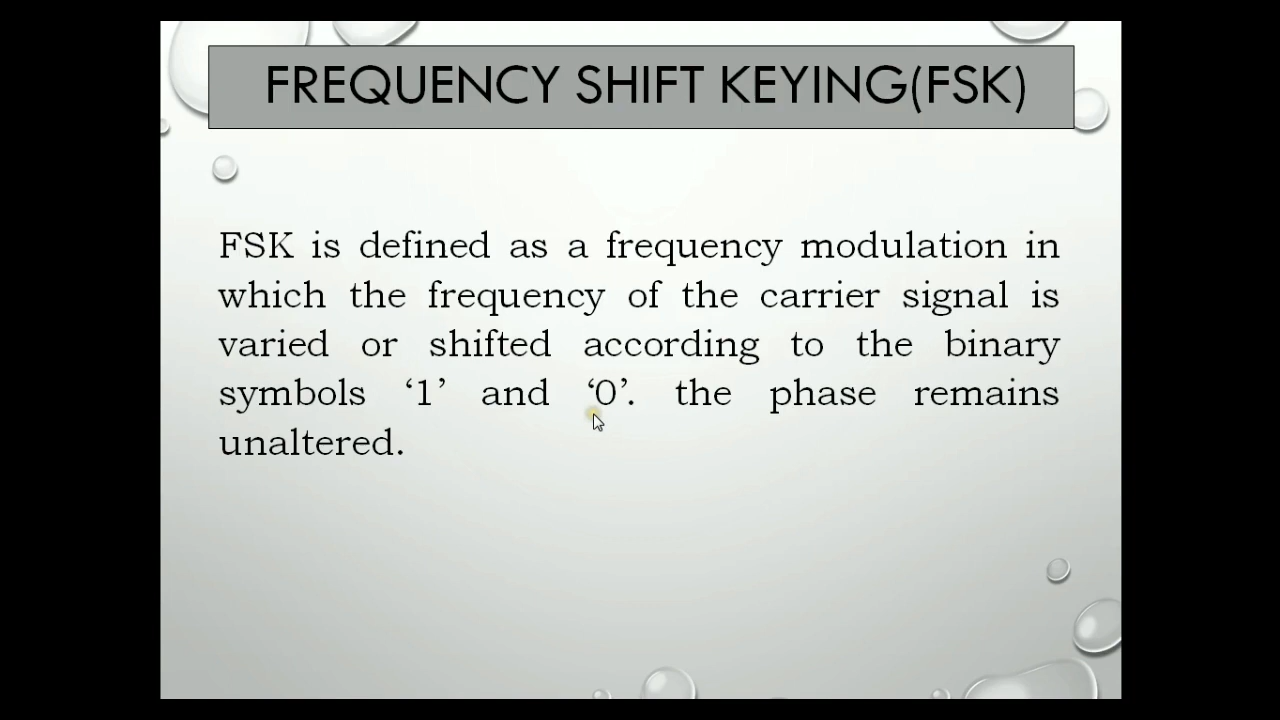 FREQUENCY SHIFT KEYING(FSK)
FSK is defined as a frequency modulation in
which the frequency of the carrier signal is
varied or shifted according to the binary
symbols ‘1’ and ‘0’. the phase remains
unaltered.